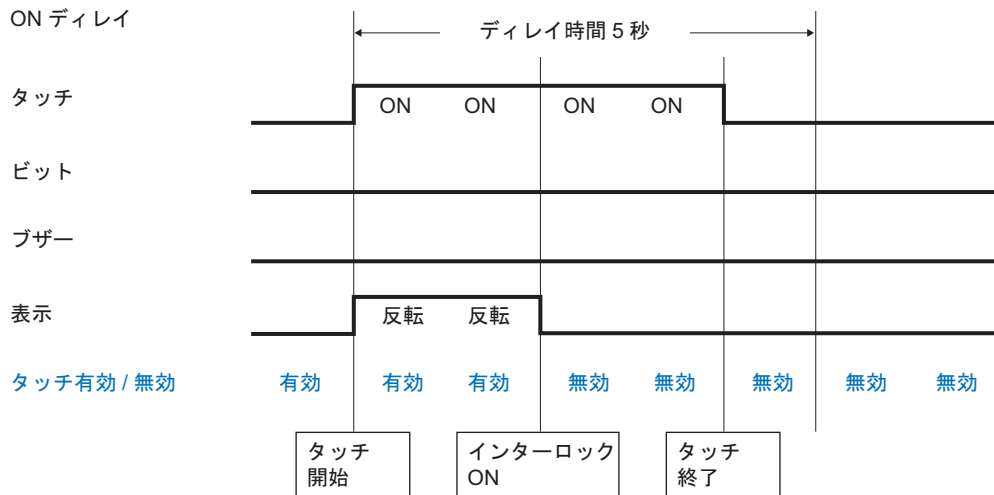 ON ディレイ
ディレイ時間 5 秒
タッチ
ON ON ON ON
ビット
ブザー
表示
反転 反転
タッチ有効 / 無効
有効 有効 有効 無効 無効 無効 無効 無効
タッチ
開始
インターロック
ON
タッチ
終了